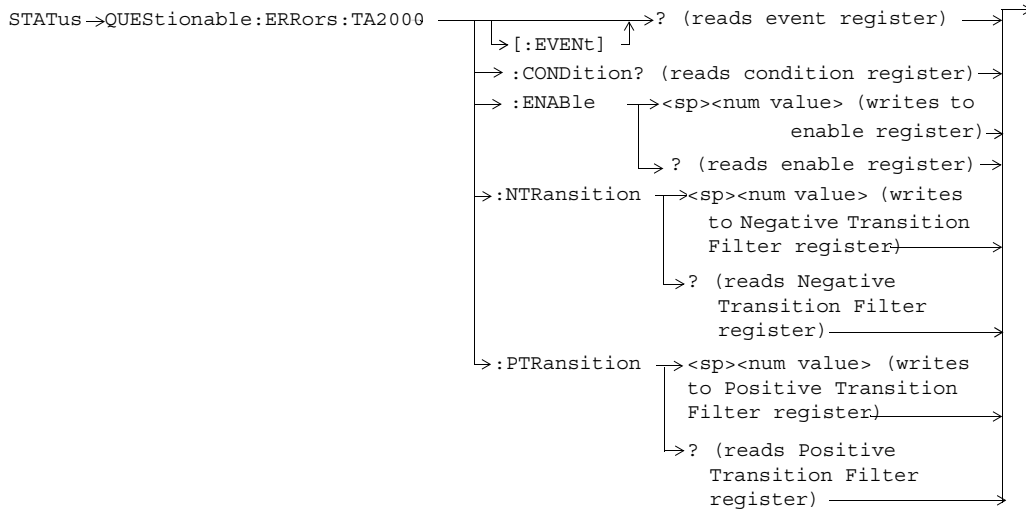 STATus QUEStionable:ERRors:TA2000 ? (reads event register)
[:EVENt]
:CONDition? (reads condition register)
:ENABle <sp><num value> (writes to
enable register)
? (reads enable register)
:NTRansition <sp><num value> (writes
to Negative Transition
Filter register)
? (reads Negative
Transition Filter
register)
:PTRansition <sp><num value> (writes
to Positive Transition
Filter register)
? (reads Positive
Transition Filter
register)